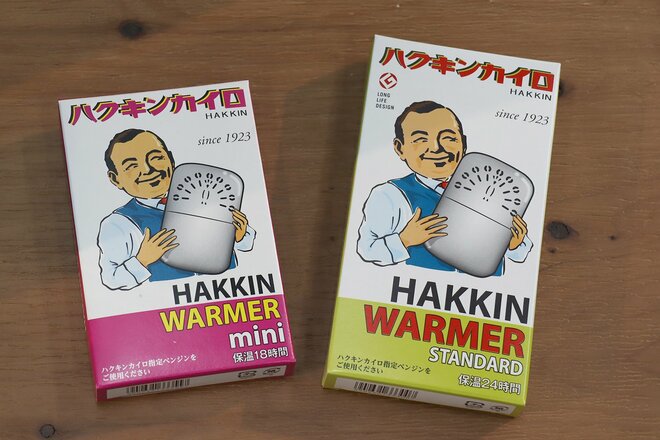 ハクキンカイロ
HAKKIN
since 1923
HAKKIN
WARMER
mini
保温18時間
ハクキンカイロ指定ベンジンを
ご使用ください
ハクキンカイロ
HAKKIN
G
LONG
LIFE
DESIGN
since 1923
HAKKIN
WARMER
STANDARD
保温24時間
ハクキンカイロ指定ベンジンを
ご使用ください